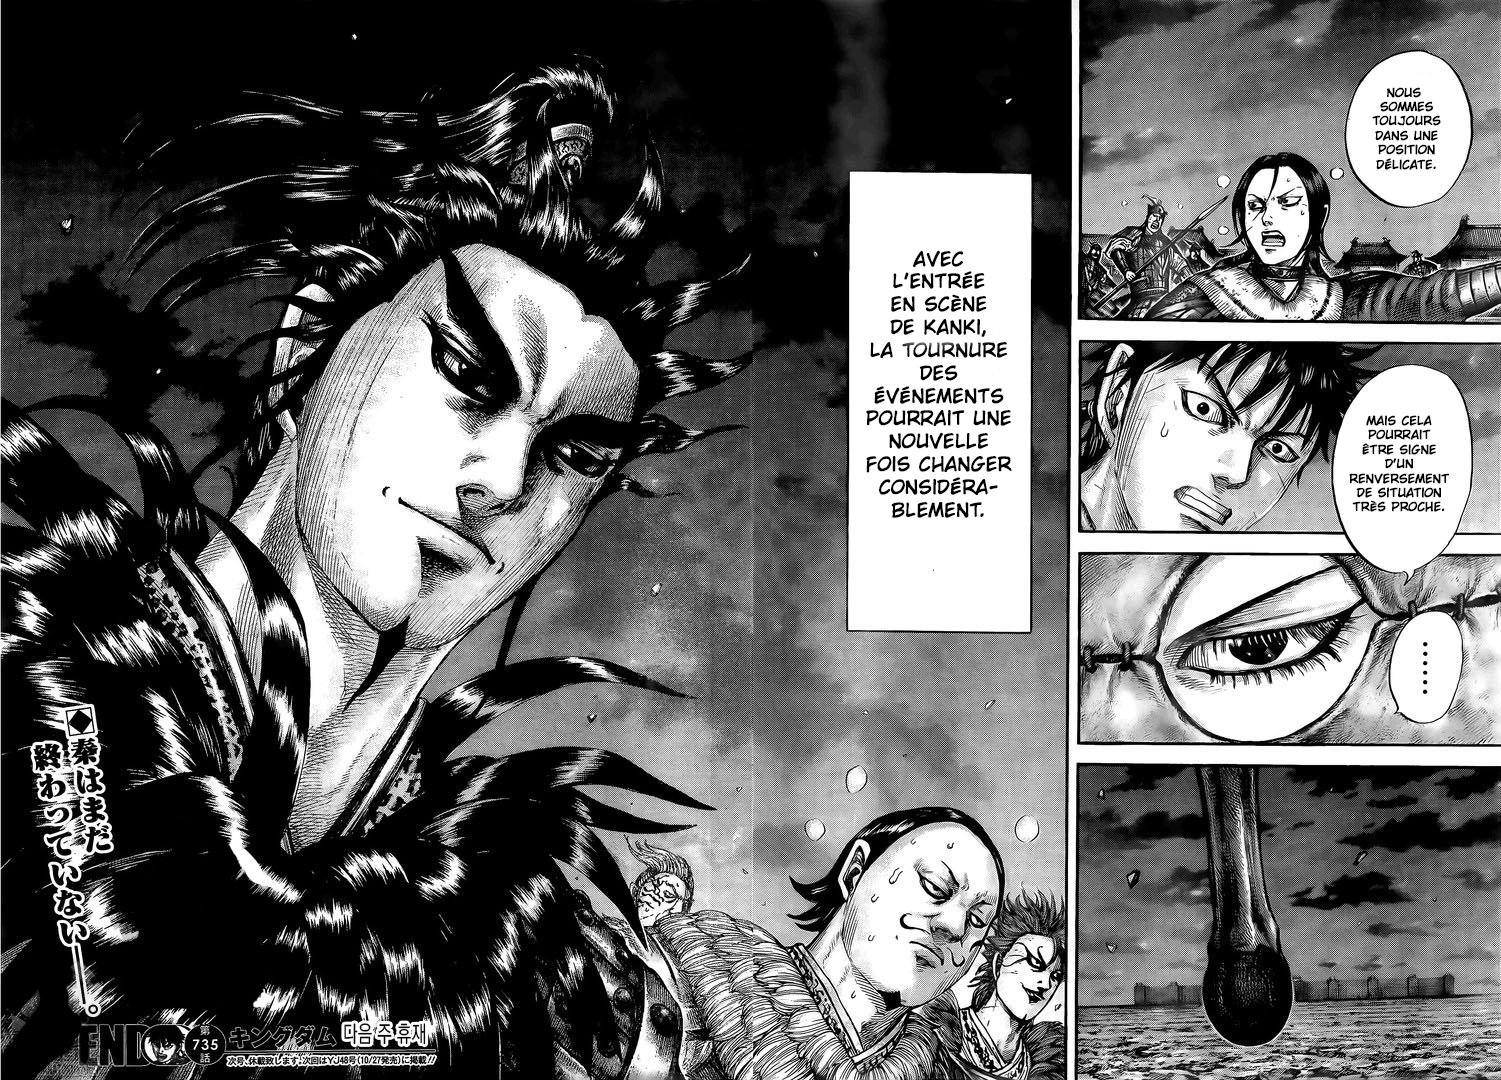 NOUS
SOMMES
TOUJOURS
DANS UNE
POSITION
DÉLICATE.
MAIS CELA
POURRAIT
ÊTRE SIGNE
D'UN
RENVERSEMENT
DE SITUATION
TRÈS PROCHE.
......
AVEC
L'ENTRÉE
EN SCÈNE
DE KANKI,
LA TOURNURE
DES
ÉVÉNEMENTS
POURRAIT UNE
NOUVELLE
FOIS CHANGER
CONSIDÉRA-
BLEMENT.
◆秦はまだ
終わっていない――。
END
第735話
キングダム 다음 주 휴재
次号、休載致します、次回はYJ48号(10/27発売)に掲載!!